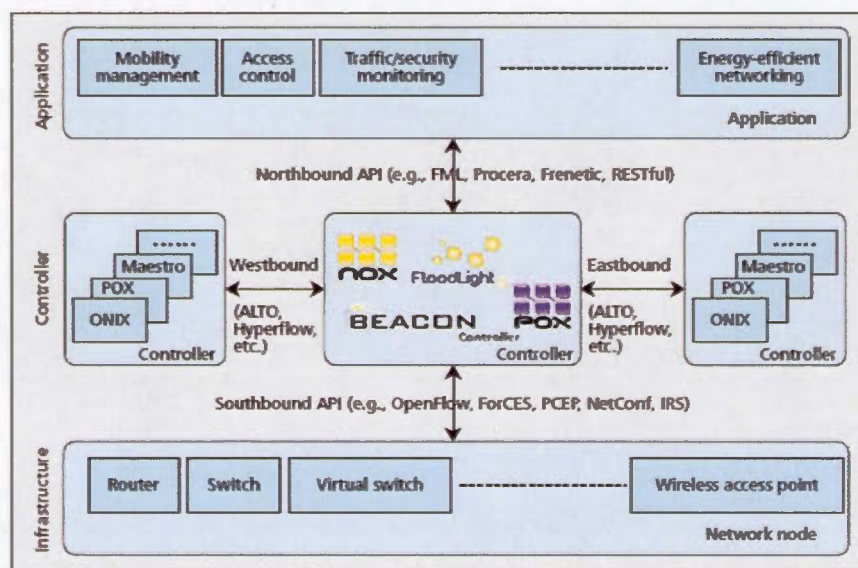 Application
Mobility
management
Access
control
Traffic/security
monitoring
Energy-efficient
networking
Application
Northbound API (e.g., FML, Procera, Frenetic, RESTful)
Controller
......
Maestro
POX
ONIX
Controller
Westbound
(ALTO,
Hyperflow,
etc.)
nox
FloodLight
BEACON
POX
Controller
Controller
Eastbound
(ALTO,
Hyperflow,
etc.)
......
Maestro
POX
ONIX
Controller
Southbound API (e.g., OpenFlow, ForCES, PCEP, NetConf, IRS)
Infrastructure
Router
Switch
Virtual switch
Wireless access point
Network node